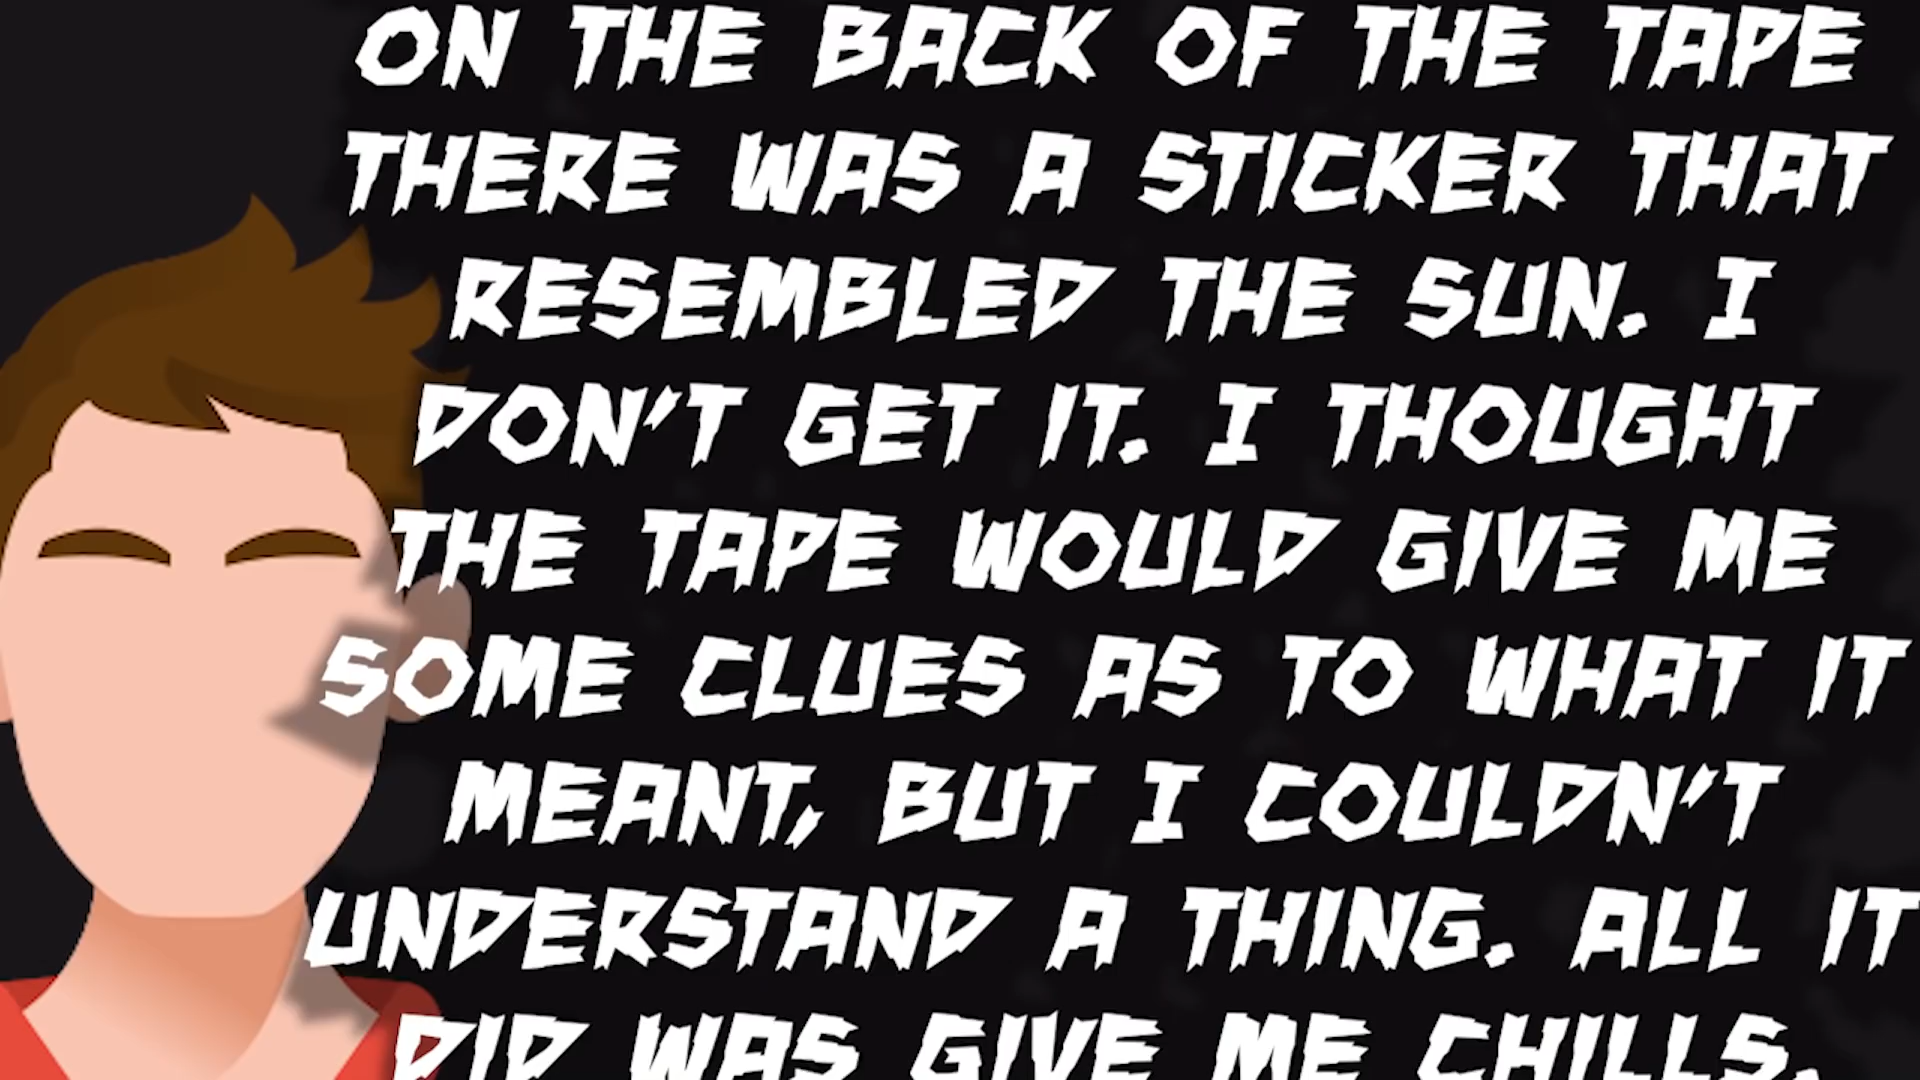 ON THE BACK OF THE TAPE
THERE WAS A STICKER THAT
RESEMBLED THE SUN. I
DON'T GET IT. I THOUGHT
THE TAPE WOULD GIVE ME
SOME CLUES AS TO WHAT IT
MEANT, BUT I COULDN'T
UNDERSTAND A THING. ALL IT
DID WAS GIVE ME CHILLS.